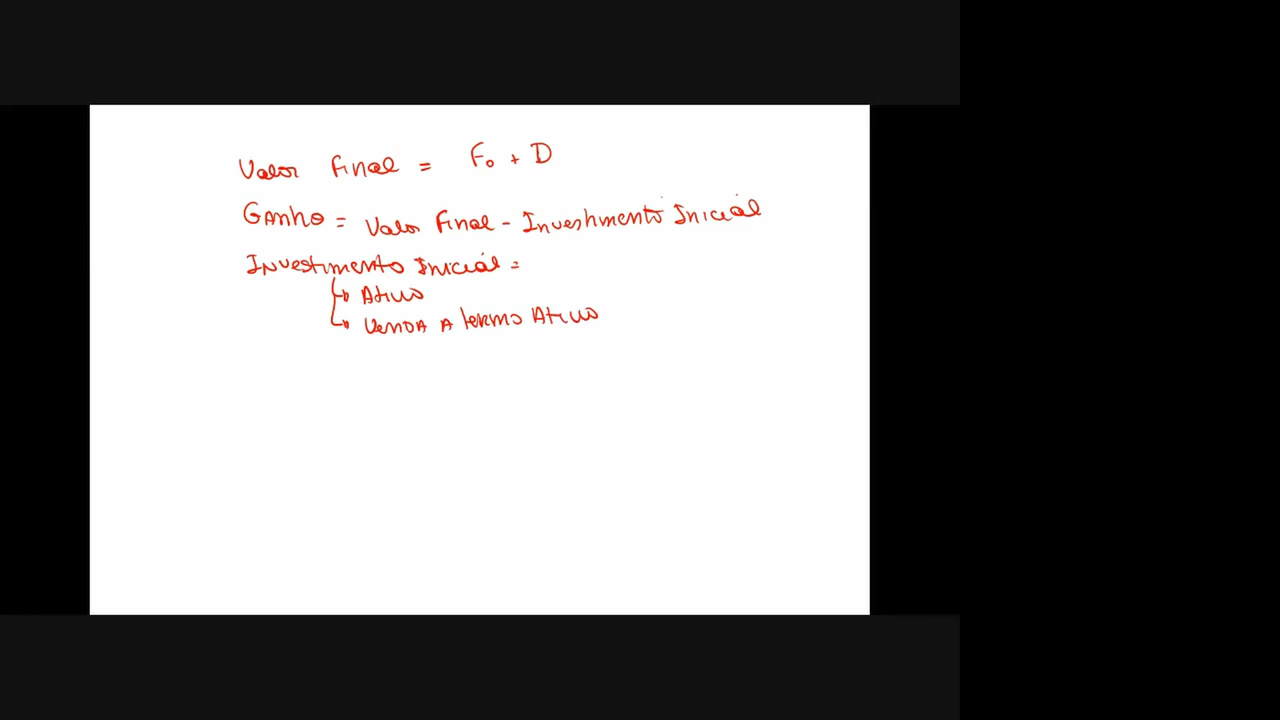 Valor Final = F₀ + D
Ganho = Valor Final - Investimento Inicial
Investimento Inicial =
Ativo
Venda a termo Ativo